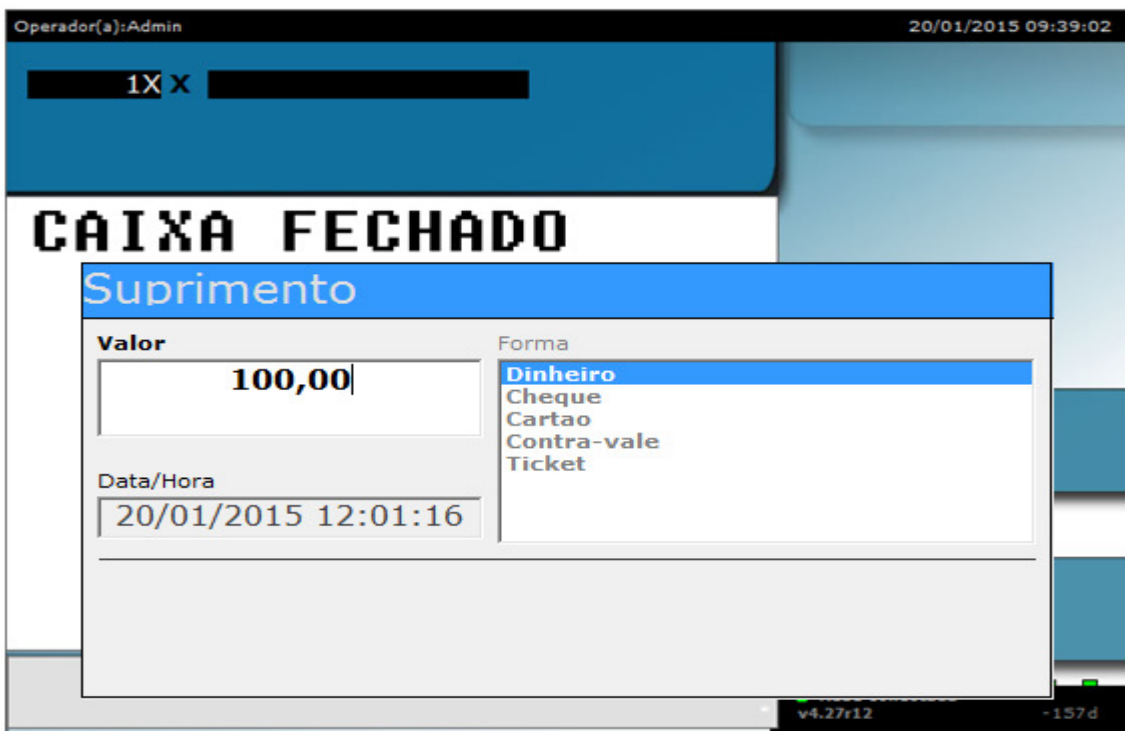 Operador(a):Admin 20/01/2015 09:39:02
1X X
CAIXA FECHADO
Suprimento
Valor
100,00
Forma
Dinheiro
Cheque
Cartao
Contra-vale
Ticket
Data/Hora
20/01/2015 12:01:16
v4.27r12 -157d